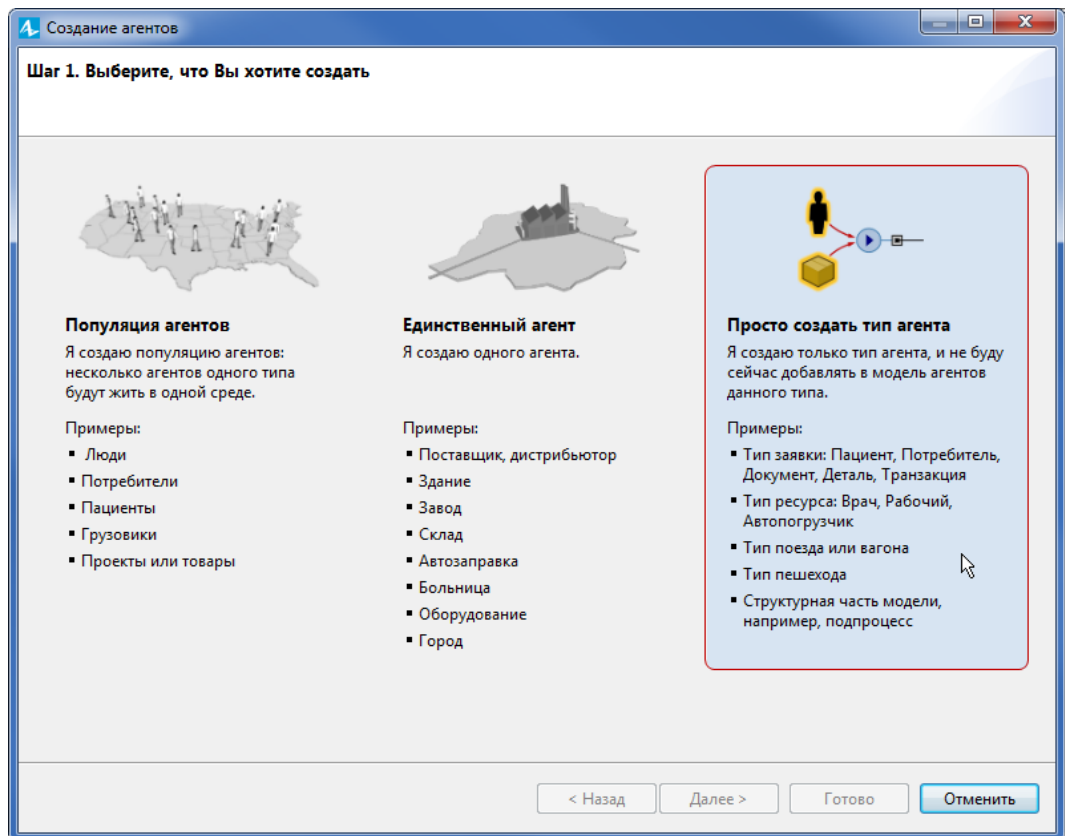 Создание агентов
Шаг 1. Выберите, что Вы хотите создать
Популяция агентов
Я создаю популяцию агентов:
несколько агентов одного типа
будут жить в одной среде.
Примеры:
▪ Люди
▪ Потребители
▪ Пациенты
▪ Грузовики
▪ Проекты или товары
Единственный агент
Я создаю одного агента.
Примеры:
▪ Поставщик, дистрибьютор
▪ Здание
▪ Завод
▪ Склад
▪ Автозаправка
▪ Больница
▪ Оборудование
▪ Город
Просто создать тип агента
Я создаю только тип агента, и не буду
сейчас добавлять в модель агентов
данного типа.
Примеры:
▪ Тип заявки: Пациент, Потребитель,
Документ, Деталь, Транзакция
▪ Тип ресурса: Врач, Рабочий,
Автопогрузчик
▪ Тип поезда или вагона
▪ Тип пешехода
▪ Структурная часть модели,
например, подпроцесс
< Назад
Далее >
Готово
Отменить